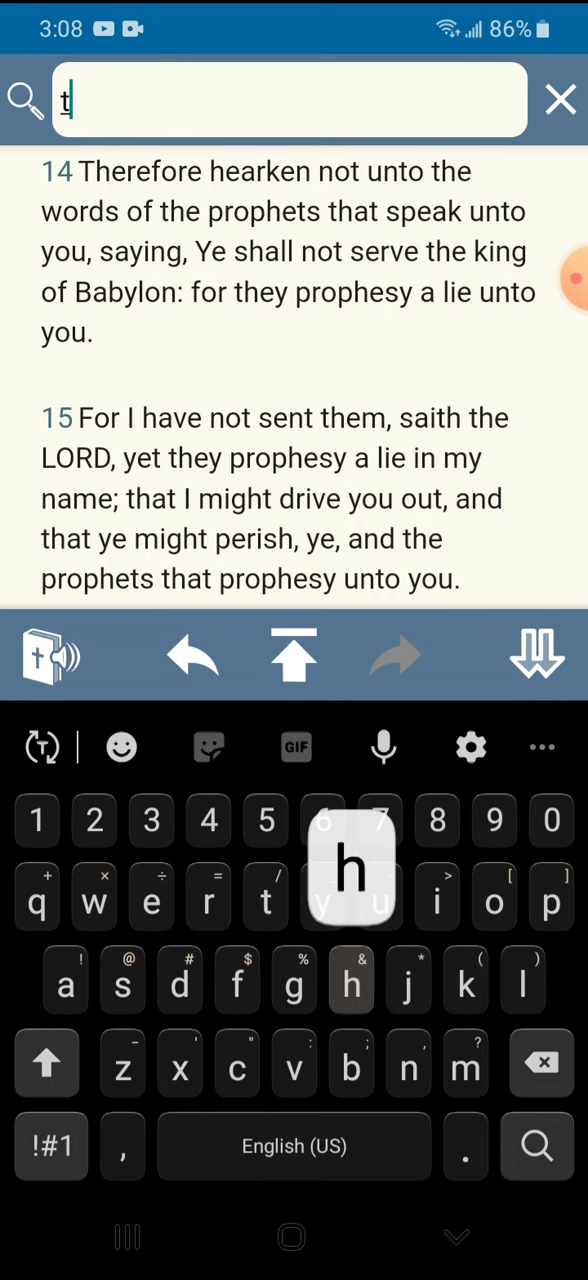 3:08 86%
t
14 Therefore hearken not unto the
words of the prophets that speak unto
you, saying, Ye shall not serve the king
of Babylon: for they prophesy a lie unto
you.
15 For I have not sent them, saith the
LORD, yet they prophesy a lie in my
name; that I might drive you out, and
that ye might perish, ye, and the
prophets that prophesy unto you.
T GIF ...
1 2 3 4 5 6 7 8 9 0
h
+ × ÷ = / > [ ]
q w e r t y u i o p
! @ # $ % & * ( )
a s d f g h j k l
- ' " : ; , ?
z x c v b n m
!#1 , English (US) .